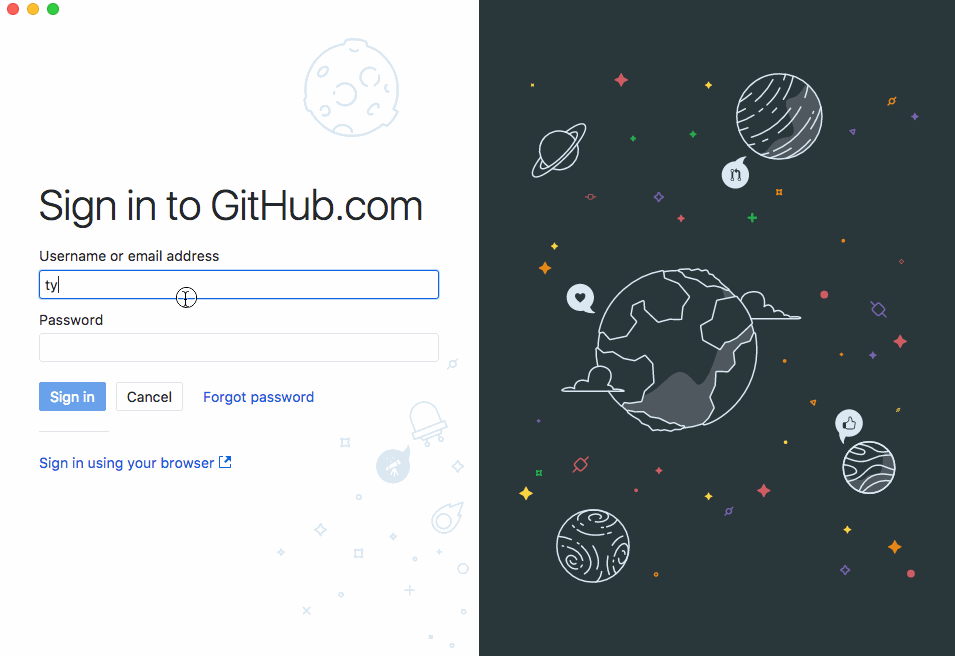 Sign in to GitHub.com
Username or email address
ty
Password
Sign in Cancel Forgot password
Sign in using your browser